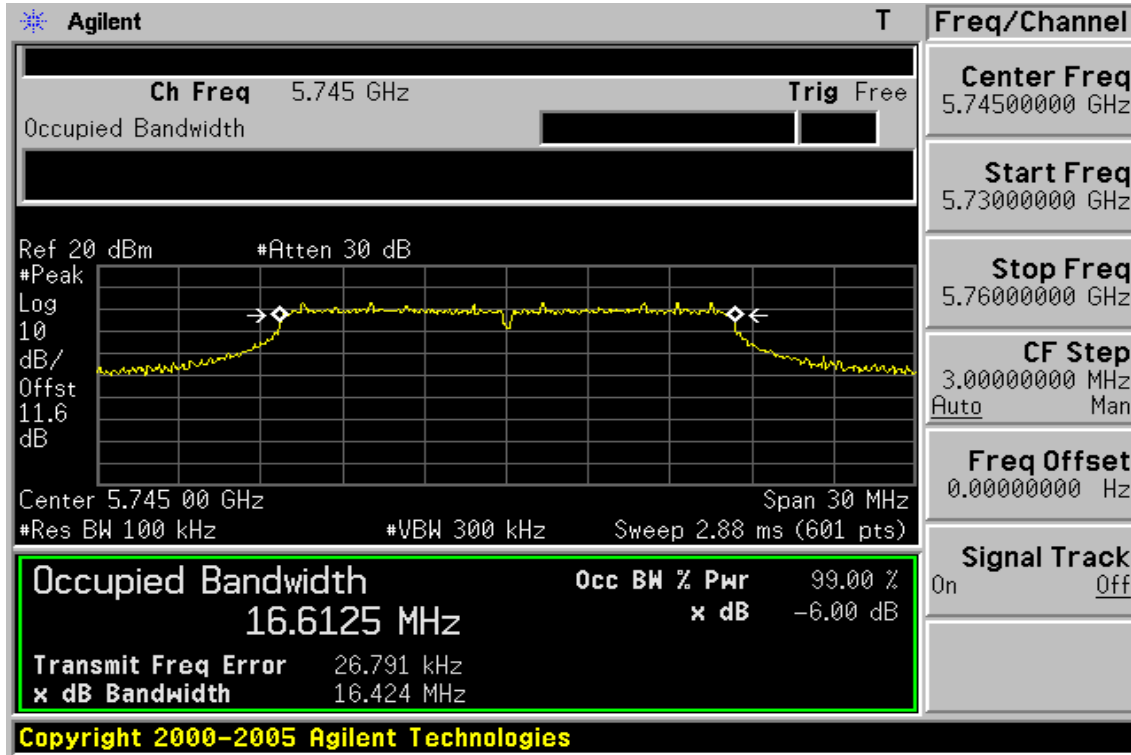 Agilent T
Freq/Channel
Ch Freq 5.745 GHz Trig Free
Occupied Bandwidth
Center Freq
5.74500000 GHz
Start Freq
5.73000000 GHz
Stop Freq
5.76000000 GHz
CF Step
3.00000000 MHz
Auto Man
Freq Offset
0.00000000 Hz
Signal Track
On Off
Ref 20 dBm #Atten 30 dB
#Peak
Log
10
dB/
Offst
11.6
dB
Center 5.745 00 GHz Span 30 MHz
#Res BW 100 kHz #VBW 300 kHz Sweep 2.88 ms (601 pts)
Occupied Bandwidth
16.6125 MHz
Occ BW % Pwr 99.00 %
x dB -6.00 dB
Transmit Freq Error 26.791 kHz
x dB Bandwidth 16.424 MHz
Copyright 2000-2005 Agilent Technologies